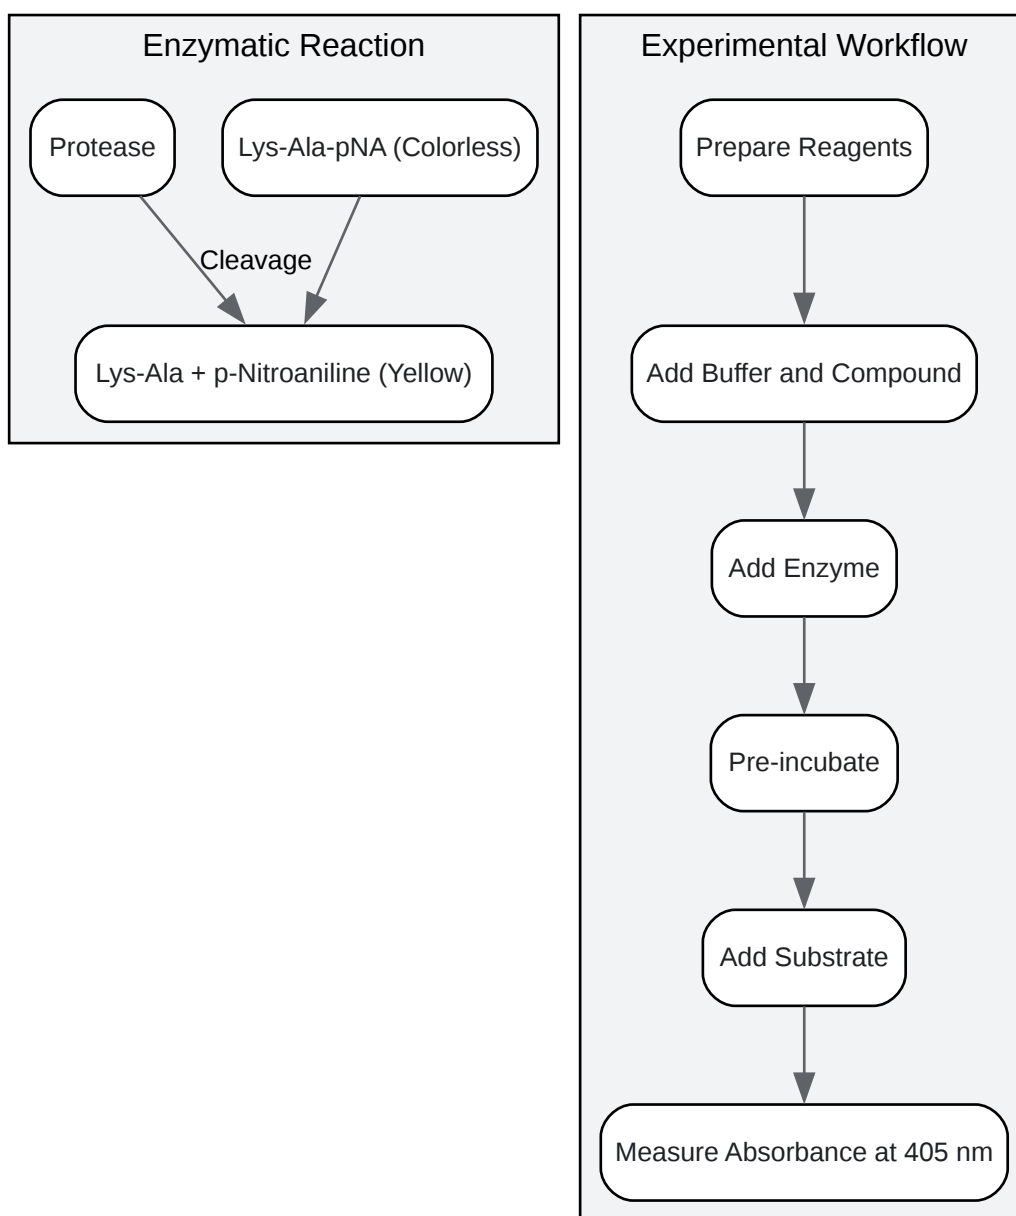 Enzymatic Reaction
Protease
Lys-Ala-pNA (Colorless)
Cleavage
Lys-Ala + p-Nitroaniline (Yellow)
Experimental Workflow
Prepare Reagents
Add Buffer and Compound
Add Enzyme
Pre-incubate
Add Substrate
Measure Absorbance at 405 nm